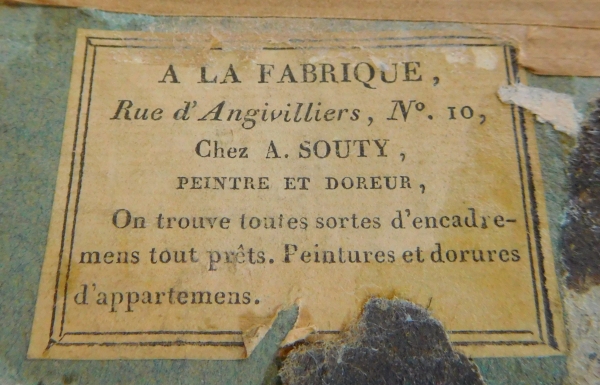 A LA FABRIQUE,
Rue d'Angivilliers, No. 10,
Chez A. SOUTY,
PEINTRE ET DOREUR,
On trouve toutes sortes d'encadre-
mens tout prêts. Peintures et dorures
d'appartemens.